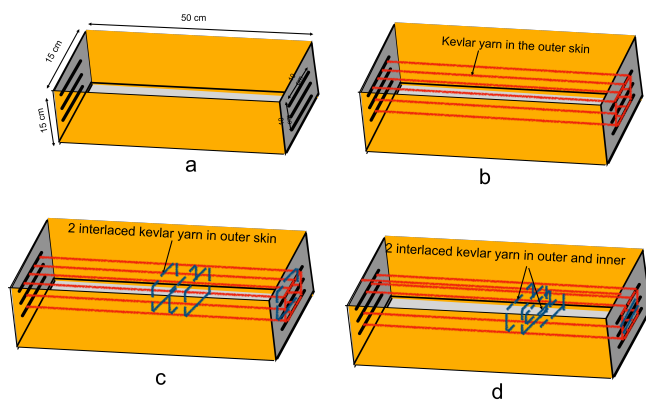 50 cm
15 cm
15 cm
a
Kevlar yarn in the outer skin
b
2 interlaced kevlar yarn in outer skin
c
2 interlaced kevlar yarn in outer and inner
d